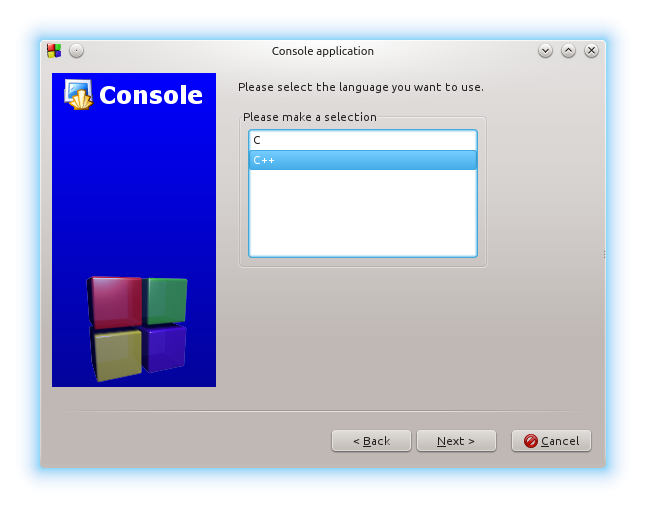 Console application
Console
Please select the language you want to use.
Please make a selection
C
C++
< Back
Next >
Cancel